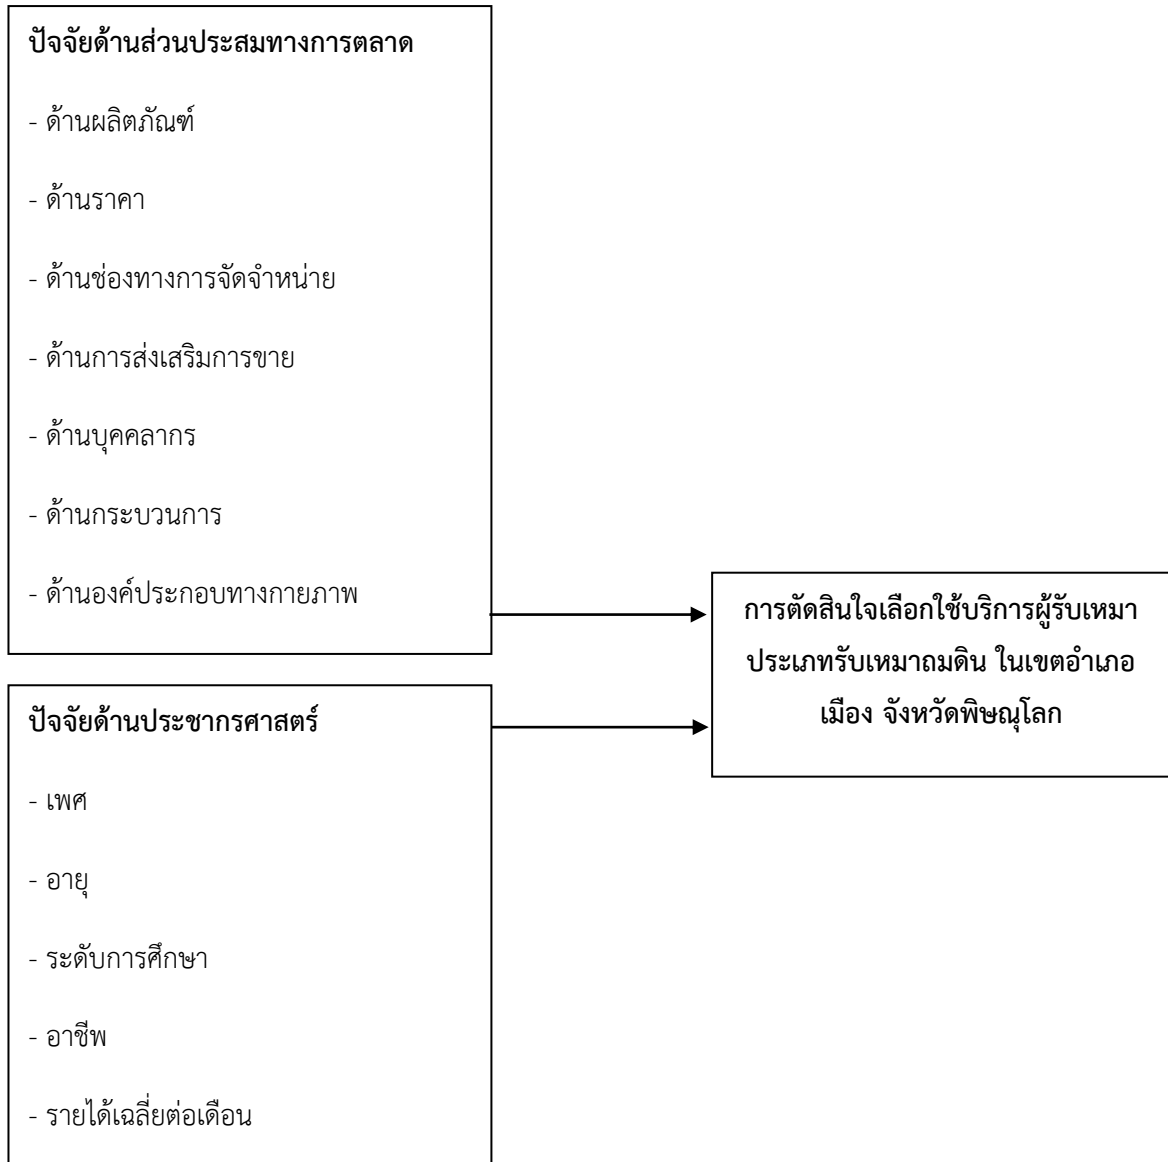 ปัจจัยด้านส่วนประสมทางการตลาด
- ด้านผลิตภัณฑ์
- ด้านราคา
- ด้านช่องทางการจัดจำหน่าย
- ด้านการส่งเสริมการขาย
- ด้านบุคคลากร
- ด้านกระบวนการ
- ด้านองค์ประกอบทางกายภาพ
การตัดสินใจเลือกใช้บริการผู้รับเหมา
ประเภทรับเหมาถมดิน ในเขตอำเภอ
เมือง จังหวัดพิษณุโลก
ปัจจัยด้านประชากรศาสตร์
- เพศ
- อายุ
- ระดับการศึกษา
- อาชีพ
- รายได้เฉลี่ยต่อเดือน